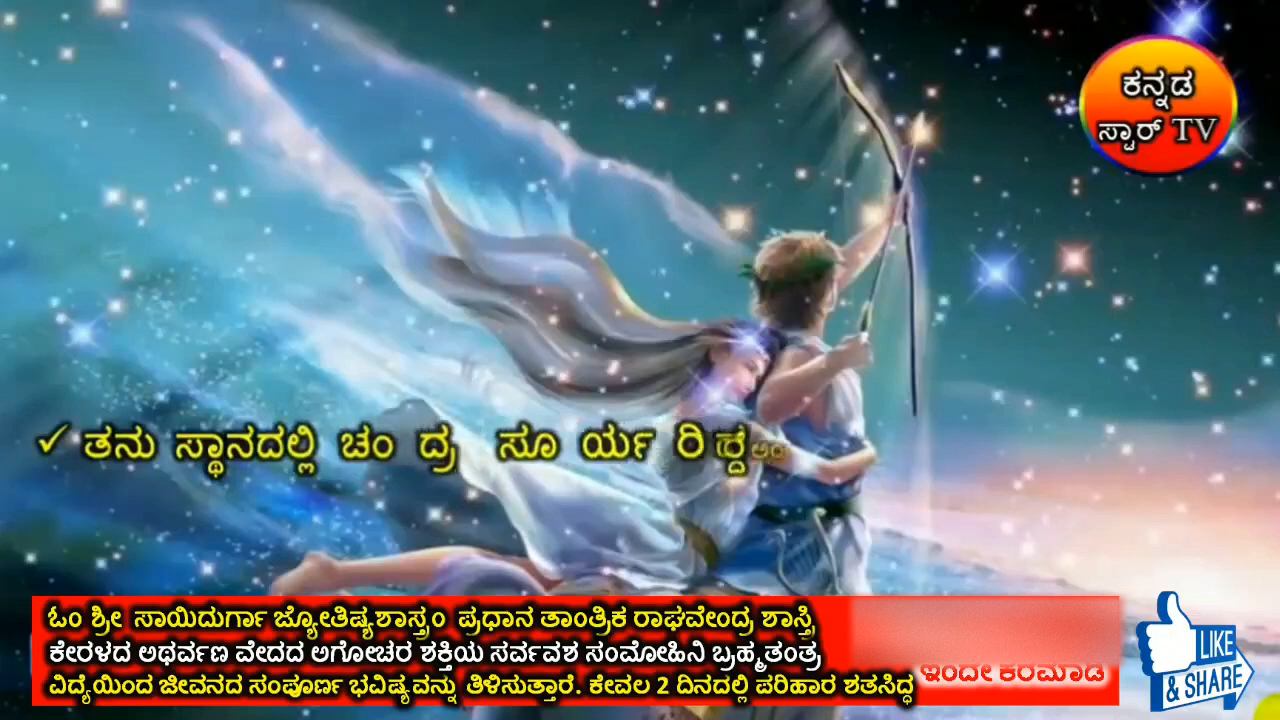 ಕನ್ನಡ
ಸ್ಟಾರ್ TV
✓ ತನು ಸ್ಥಾನದಲ್ಲಿ ಚಂದ್ರ ಸೂರ್ಯರಿದ್ದ
ಓಂ ಶ್ರೀ ಸಾಯಿದುರ್ಗಾ ಜ್ಯೋತಿಷ್ಯಶಾಸ್ತ್ರಂ ಪ್ರಧಾನ ತಾಂತ್ರಿಕ ರಾಘವೇಂದ್ರ ಶಾಸ್ತ್ರಿ
ಕೇರಳದ ಅಥರ್ವಣ ವೇದದ ಅಗೋಚರ ಶಕ್ತಿಯ ಸರ್ವವಶ ಸಂಮೋಹಿನಿ ಬ್ರಹ್ಮತಂತ್ರ
ವಿದ್ಯೆಯಿಂದ ಜೀವನದ ಸಂಪೂರ್ಣ ಭವಿಷ್ಯವನ್ನು ತಿಳಿಸುತ್ತಾರೆ. ಕೇವಲ 2 ದಿನದಲ್ಲಿ ಪರಿಹಾರ ಶತಸಿದ್ಧ
ಇಂದೇ ಕರೆಮಾಡಿ
LIKE
& SHARE